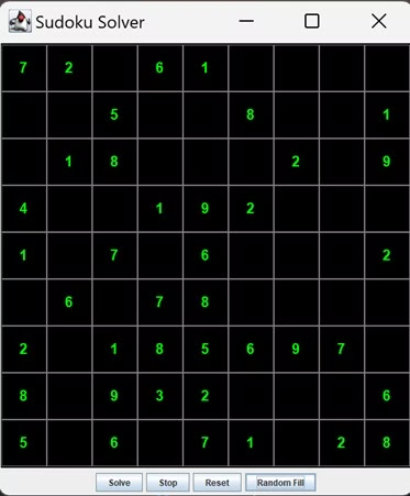 Sudoku Solver
7 2 6 1
5 8 1
1 8 2 9
4 1 9 2
1 7 6 2
6 7 8
2 1 8 5 6 9 7
8 9 3 2 6
5 6 7 1 2 8
Solve Stop Reset Random Fill